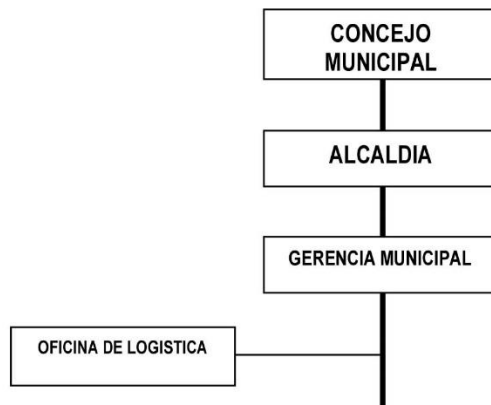 CONCEJO
MUNICIPAL
ALCALDIA
GERENCIA MUNICIPAL
OFICINA DE LOGISTICA